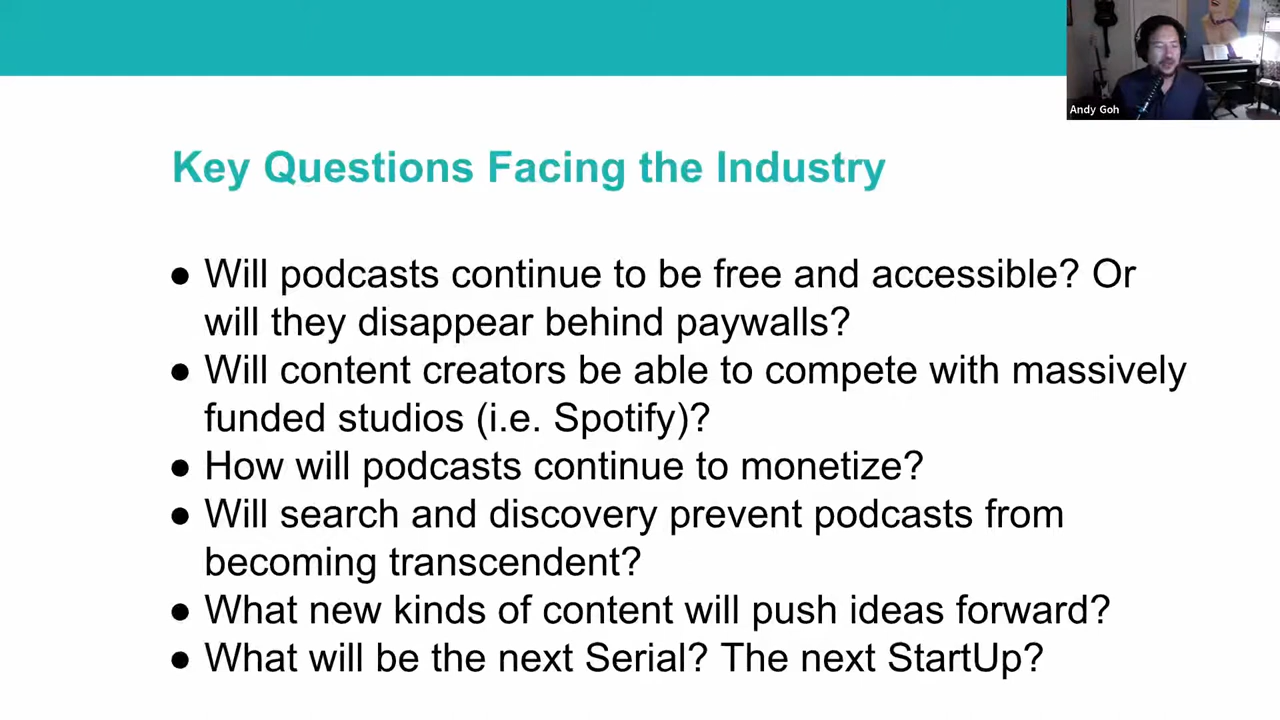 Andy Goh
Key Questions Facing the Industry
● Will podcasts continue to be free and accessible? Or
will they disappear behind paywalls?
● Will content creators be able to compete with massively
funded studios (i.e. Spotify)?
● How will podcasts continue to monetize?
● Will search and discovery prevent podcasts from
becoming transcendent?
● What new kinds of content will push ideas forward?
● What will be the next Serial? The next StartUp?